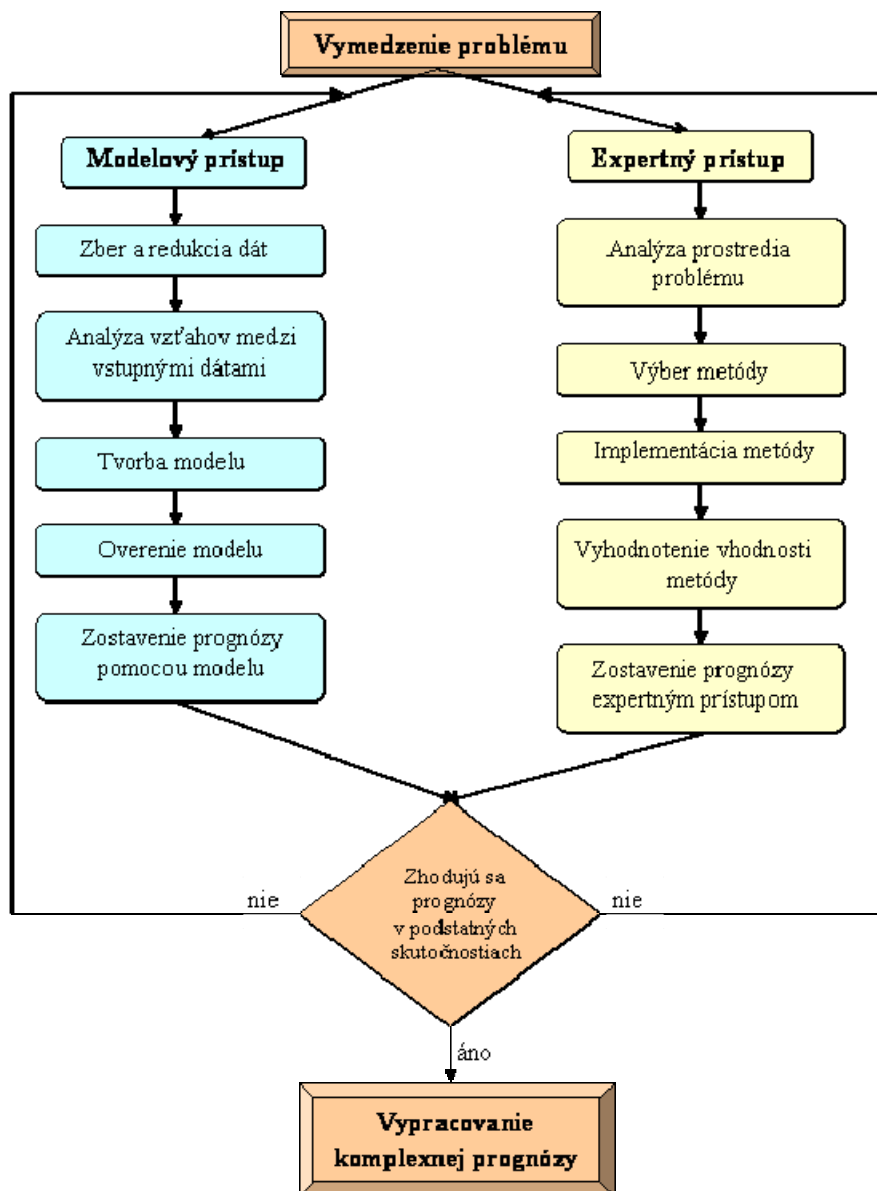 Vymedzenie problému
Modelový prístup
Zber a redukcia dát
Analýza vzťahov medzi
vstupnými dátami
Tvorba modelu
Overenie modelu
Zostavenie prognózy
pomocou modelu
Expertný prístup
Analýza prostredia
problému
Výber metódy
Implementácia metódy
Vyhodnotenie vhodnosti
metódy
Zostavenie prognózy
expertným prístupom
nie
Zhodujú sa
prognózy
v podstatných
skutočnostiach
nie
áno
Vypracovanie
komplexnej prognózy